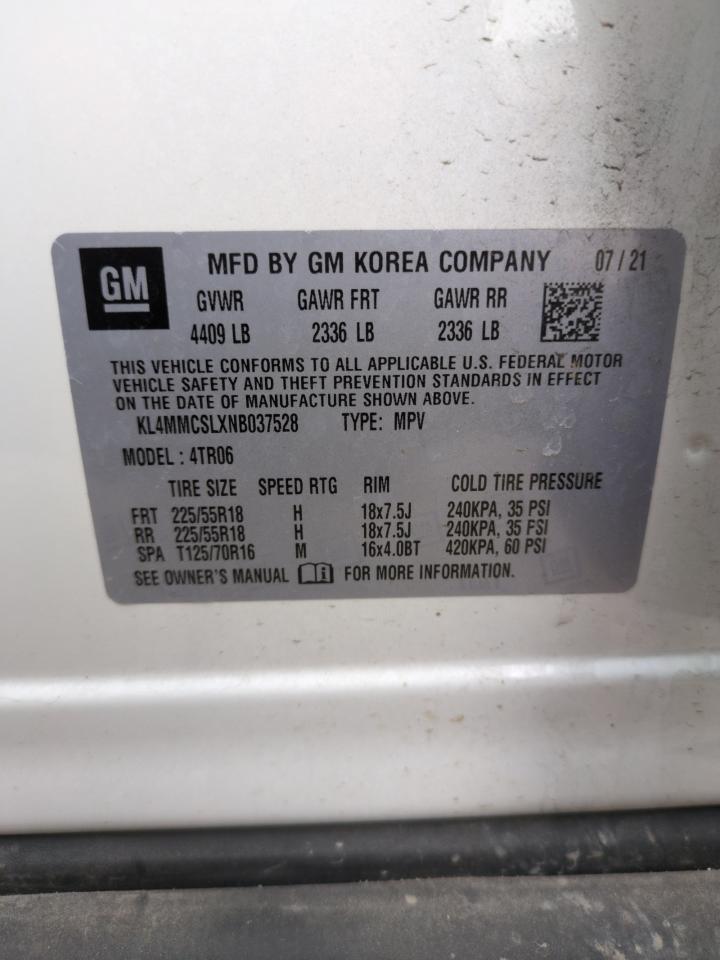 GM MFD BY GM KOREA COMPANY 07 / 21
GVWR GAWR FRT GAWR RR
4409 LB 2336 LB 2336 LB
THIS VEHICLE CONFORMS TO ALL APPLICABLE U.S. FEDERAL MOTOR
VEHICLE SAFETY AND THEFT PREVENTION STANDARDS IN EFFECT
ON THE DATE OF MANUFACTURE SHOWN ABOVE.
KL4MMCSLXNB037528 TYPE: MPV
MODEL : 4TR06
TIRE SIZE SPEED RTG RIM COLD TIRE PRESSURE
FRT 225/55R18 H 18x7.5J 240KPA, 35 PSI
RR 225/55R18 H 18x7.5J 240KPA, 35 PSI
SPA T125/70R16 M 16x4.0BT 420KPA, 60 PSI
SEE OWNER'S MANUAL FOR MORE INFORMATION.